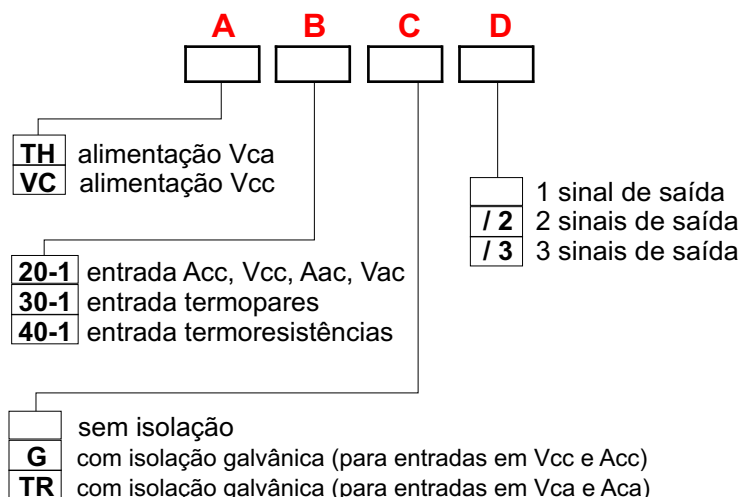 A B C D
TH alimentação Vca
VC alimentação Vcc
1 sinal de saída
/ 2 2 sinais de saída
/ 3 3 sinais de saída
20-1 entrada Acc, Vcc, Aac, Vac
30-1 entrada termopares
40-1 entrada termoresistências
sem isolação
G com isolação galvânica (para entradas em Vcc e Acc)
TR com isolação galvânica (para entradas em Vca e Aca)